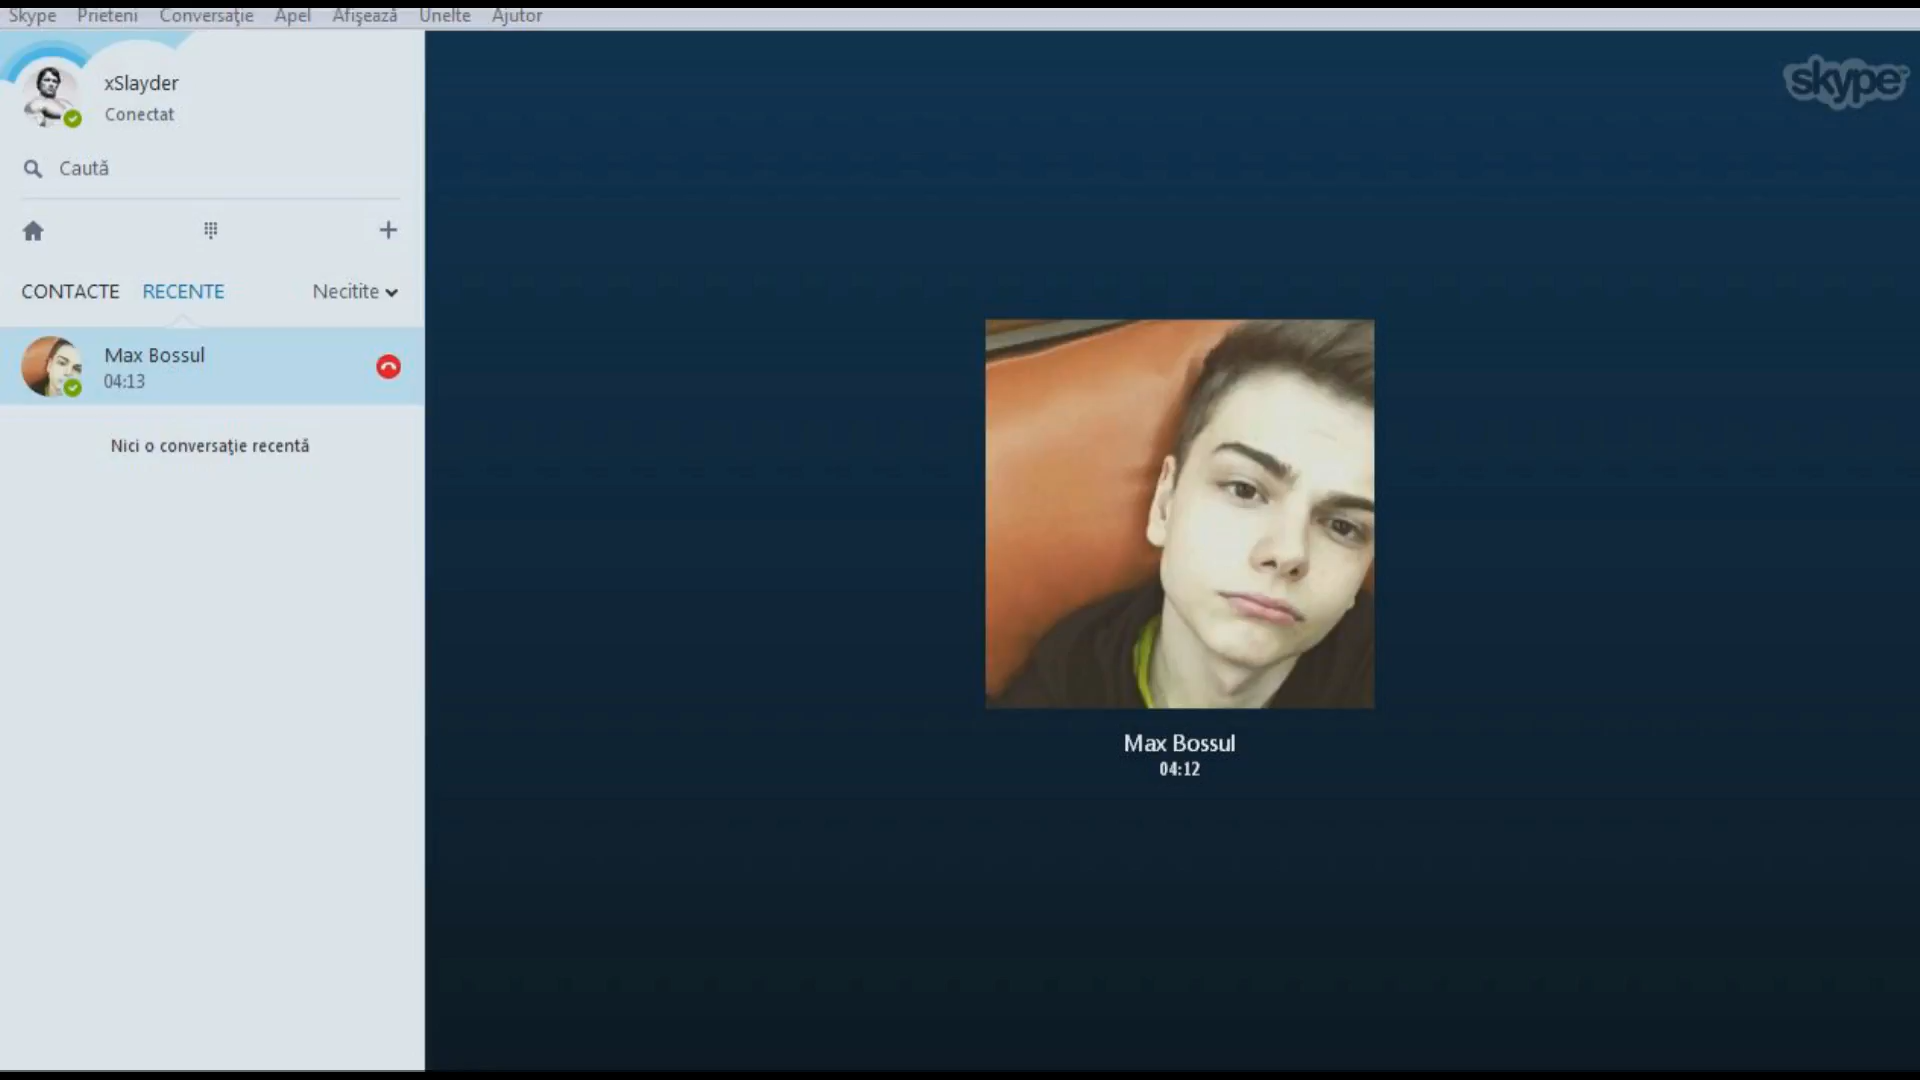 Skype Prieteni Conversaţie Apel Afişează Unelte Ajutor
xSlayder
Conectat
Caută
CONTACTE RECENTE Necitite
Max Bossul
04:13
Nici o conversaţie recentă
skype
Max Bossul
04:12